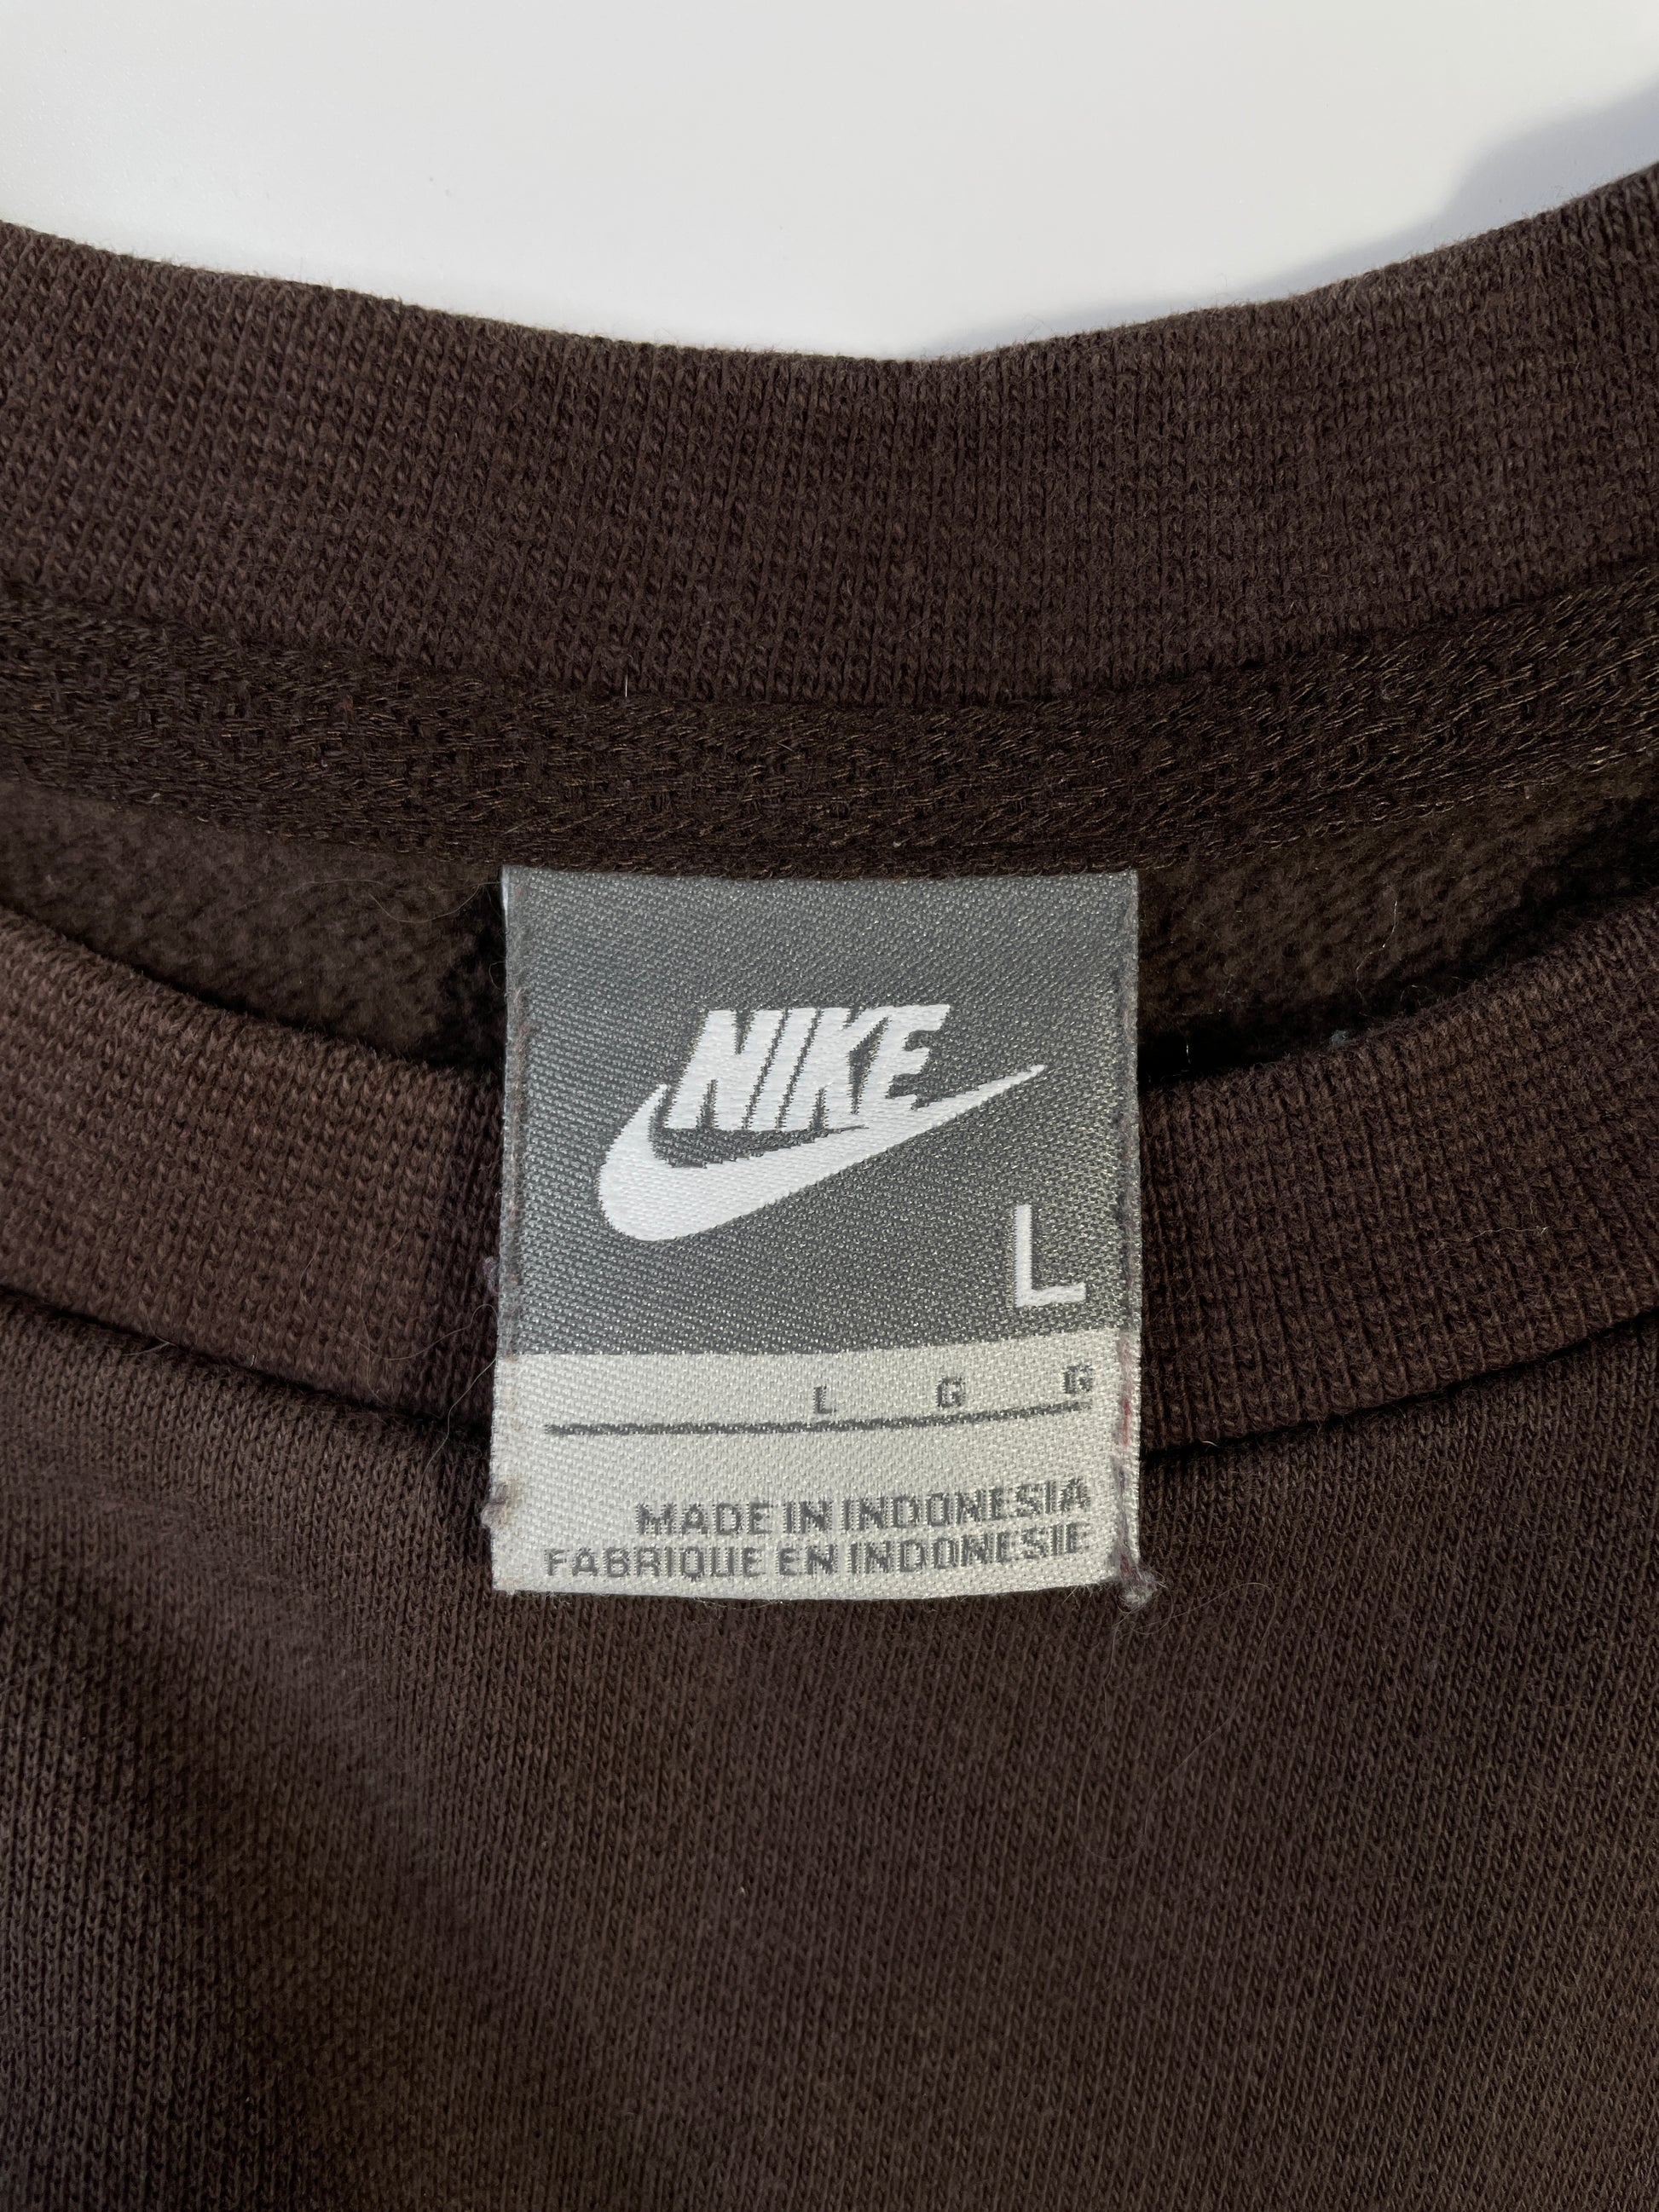 NIKE
L
L G G
MADE IN INDONESIA
FABRIQUE EN INDONESIE